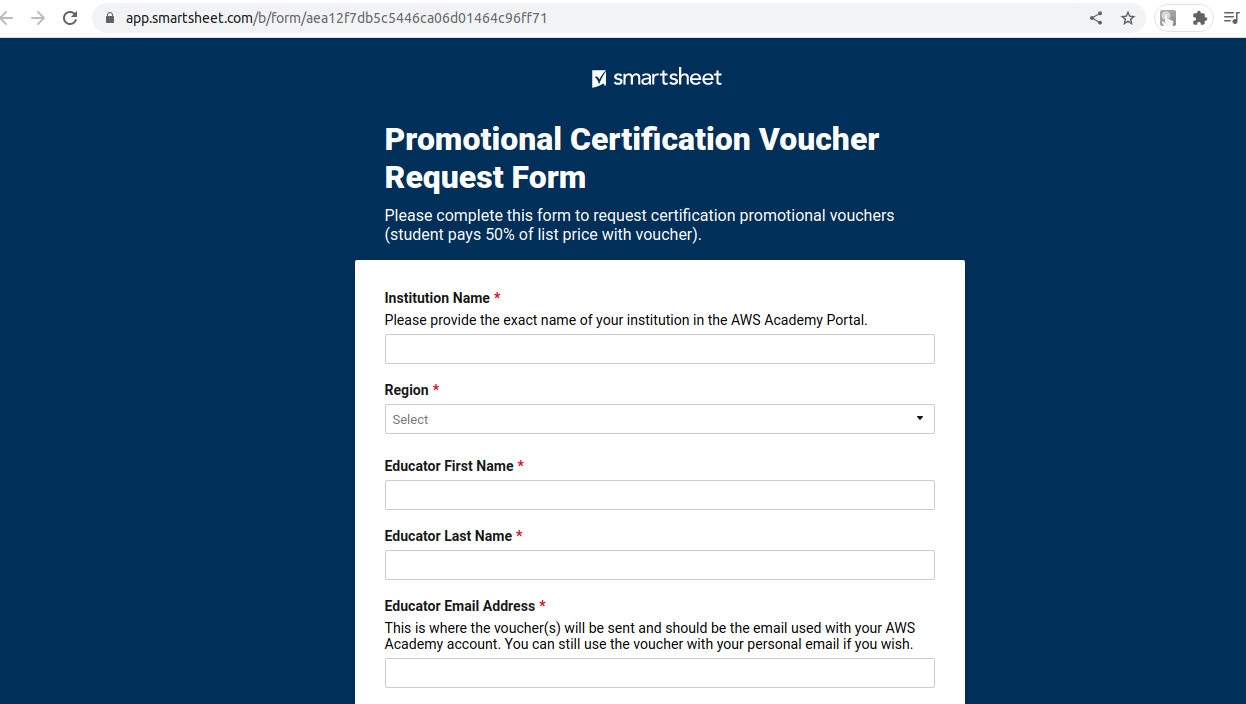 app.smartsheet.com/b/form/aea12f7db5c5446ca06d01464c96ff71
smartsheet
Promotional Certification Voucher
Request Form
Please complete this form to request certification promotional vouchers
(student pays 50% of list price with voucher).
Institution Name *
Please provide the exact name of your institution in the AWS Academy Portal.
Region *
Select
Educator First Name *
Educator Last Name *
Educator Email Address *
This is where the voucher(s) will be sent and should be the email used with your AWS
Academy account. You can still use the voucher with your personal email if you wish.